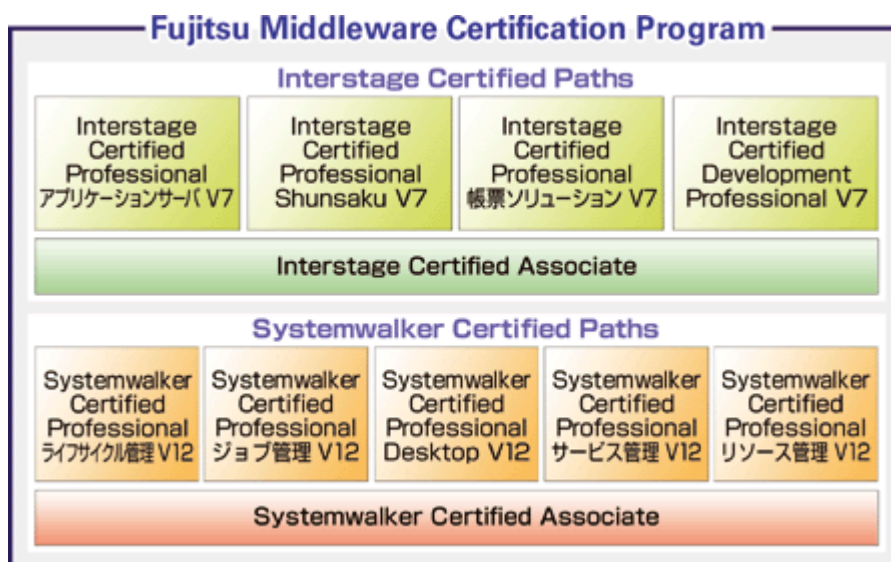 Fujitsu Middleware Certification Program
Interstage Certified Paths
Interstage
Certified
Professional
アプリケーションサーバ V7
Interstage
Certified
Professional
Shunsaku V7
Interstage
Certified
Professional
帳票ソリューション V7
Interstage
Certified
Development
Professional V7
Interstage Certified Associate
Systemwalker Certified Paths
Systemwalker
Certified
Professional
ライフサイクル管理 V12
Systemwalker
Certified
Professional
ジョブ管理 V12
Systemwalker
Certified
Professional
Desktop V12
Systemwalker
Certified
Professional
サービス管理 V12
Systemwalker
Certified
Professional
リソース管理 V12
Systemwalker Certified Associate